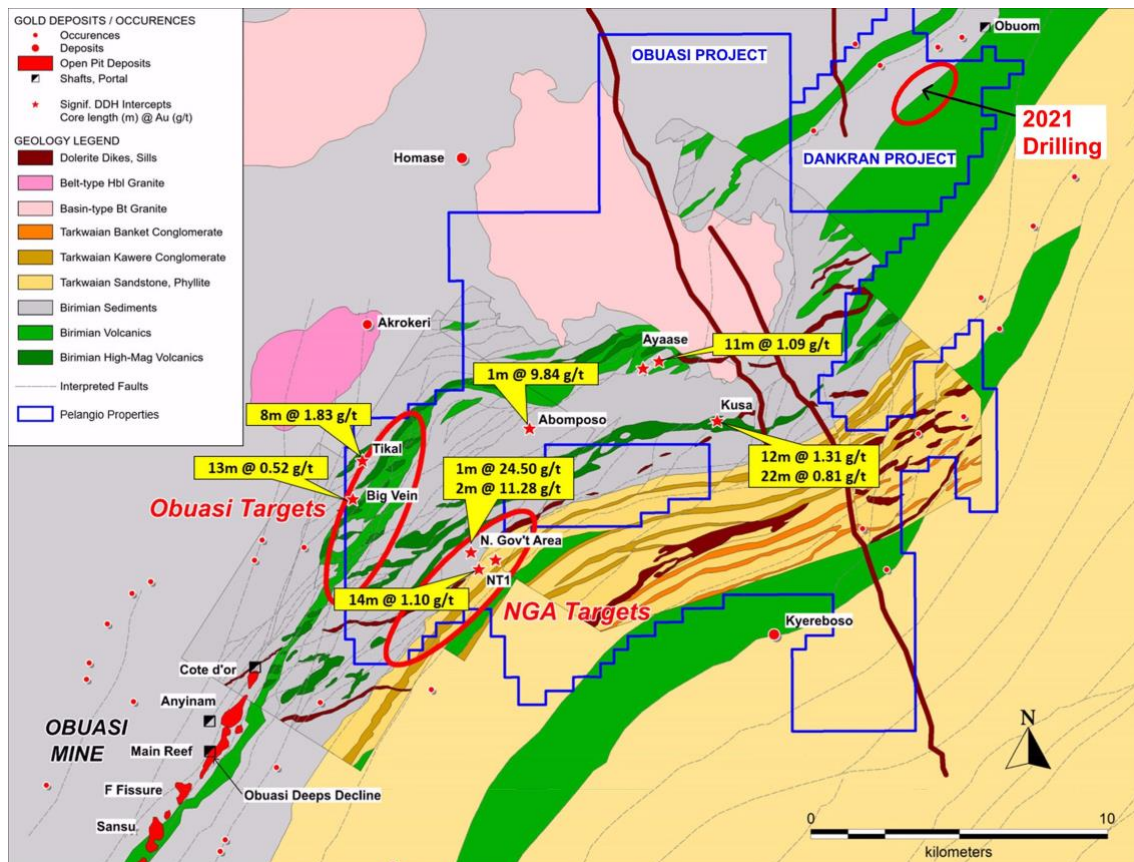 GOLD DEPOSITS / OCCURENCES
Occurences
Deposits
Open Pit Deposits
Shafts, Portal
Signif. DDH Intercepts
Core length (m) @ Au (g/t)
GEOLOGY LEGEND
Dolerite Dikes, Sills
Belt-type Hbl Granite
Basin-type Bt Granite
Tarkwaian Banket Conglomerate
Tarkwaian Kawere Conglomerate
Tarkwaian Sandstone, Phyllite
Birimian Sediments
Birimian Volcanics
Birimian High-Mag Volcanics
Interpreted Faults
Pelangio Properties
Obuom
OBUASI PROJECT
2021
Drilling
Homase
DANKRAN PROJECT
Akrokeri
Ayaase
11m @ 1.09 g/t
1m @ 9.84 g/t
Kusa
8m @ 1.83 g/t
Abomposo
Tikal
12m @ 1.31 g/t
22m @ 0.81 g/t
13m @ 0.52 g/t
1m @ 24.50 g/t
2m @ 11.28 g/t
Big Vein
Obuasi Targets
N. Gov't Area
NT1
14m @ 1.10 g/t
NGA Targets
Kyereboso
Cote d'or
Anyinam
OBUASI
MINE
Main Reef
F Fissure
Obuasi Deeps Decline
Sansu
N
0
10
kilometers